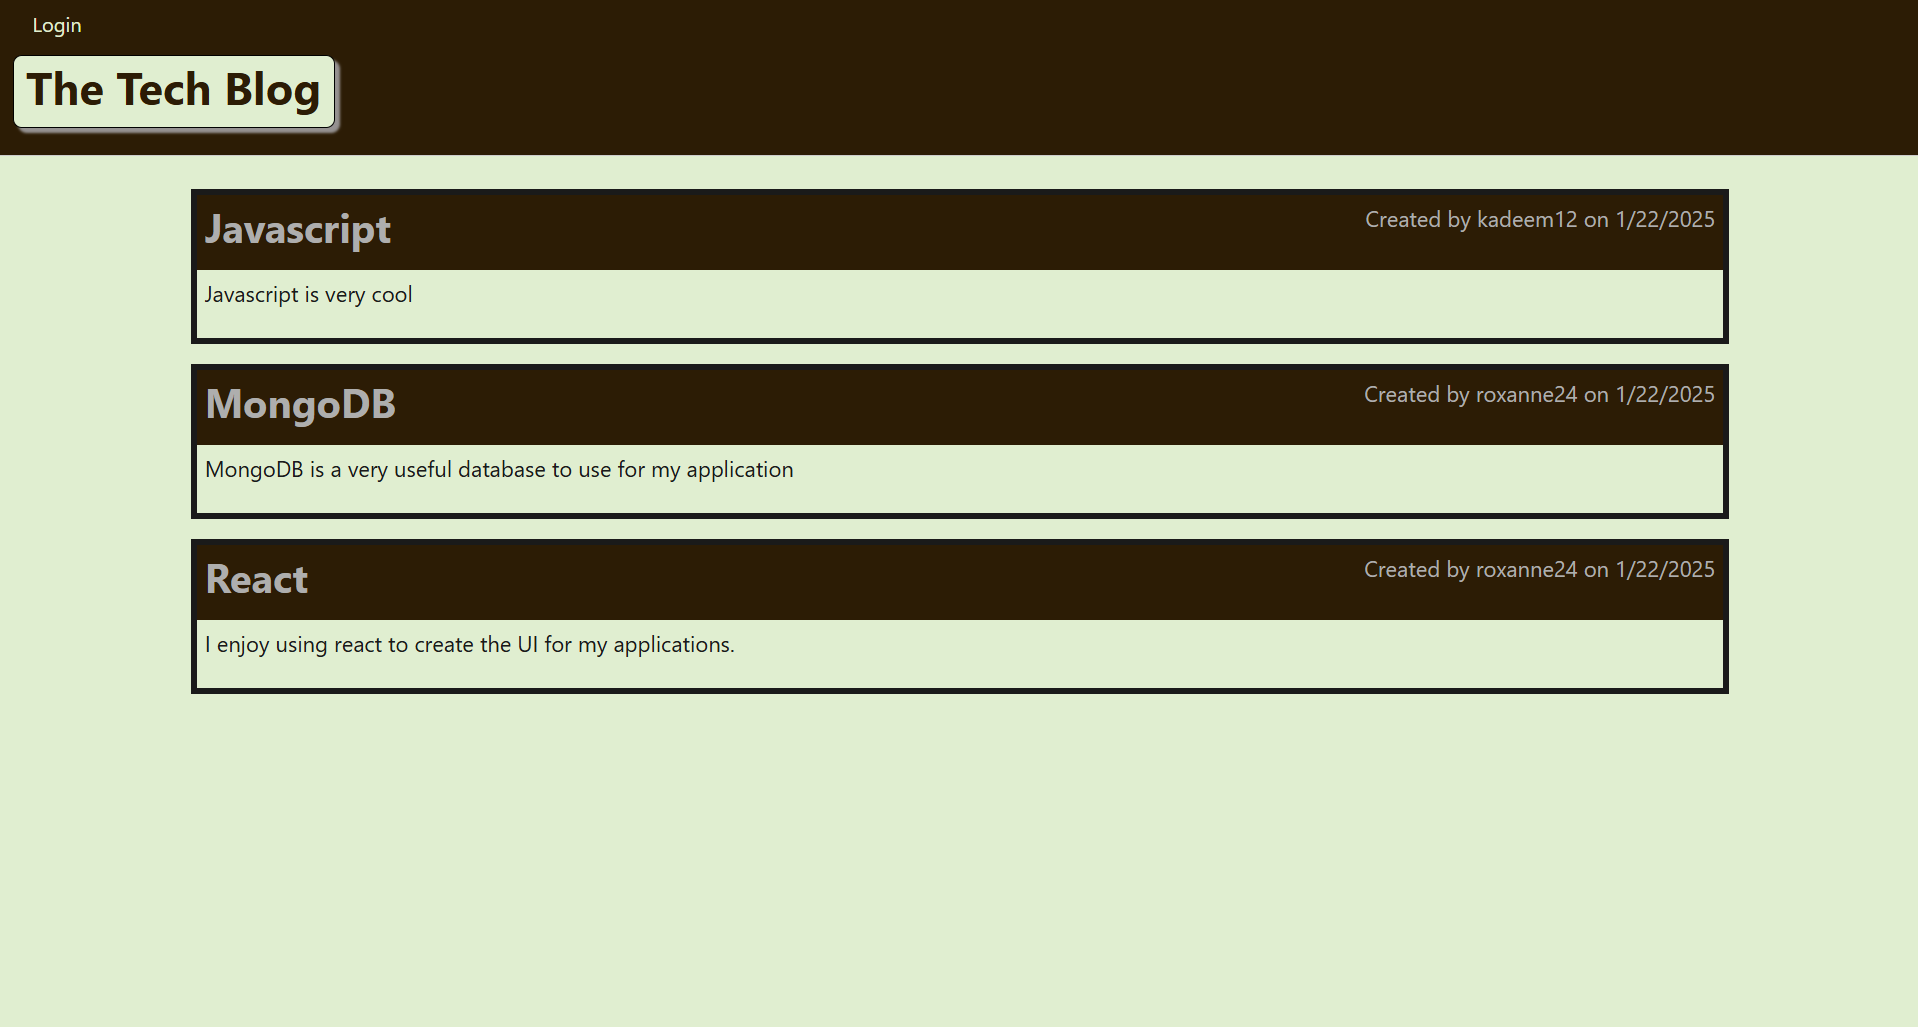 Login
The Tech Blog
Javascript
Created by kadeem12 on 1/22/2025
Javascript is very cool
MongoDB
Created by roxanne24 on 1/22/2025
MongoDB is a very useful database to use for my application
React
Created by roxanne24 on 1/22/2025
I enjoy using react to create the UI for my applications.